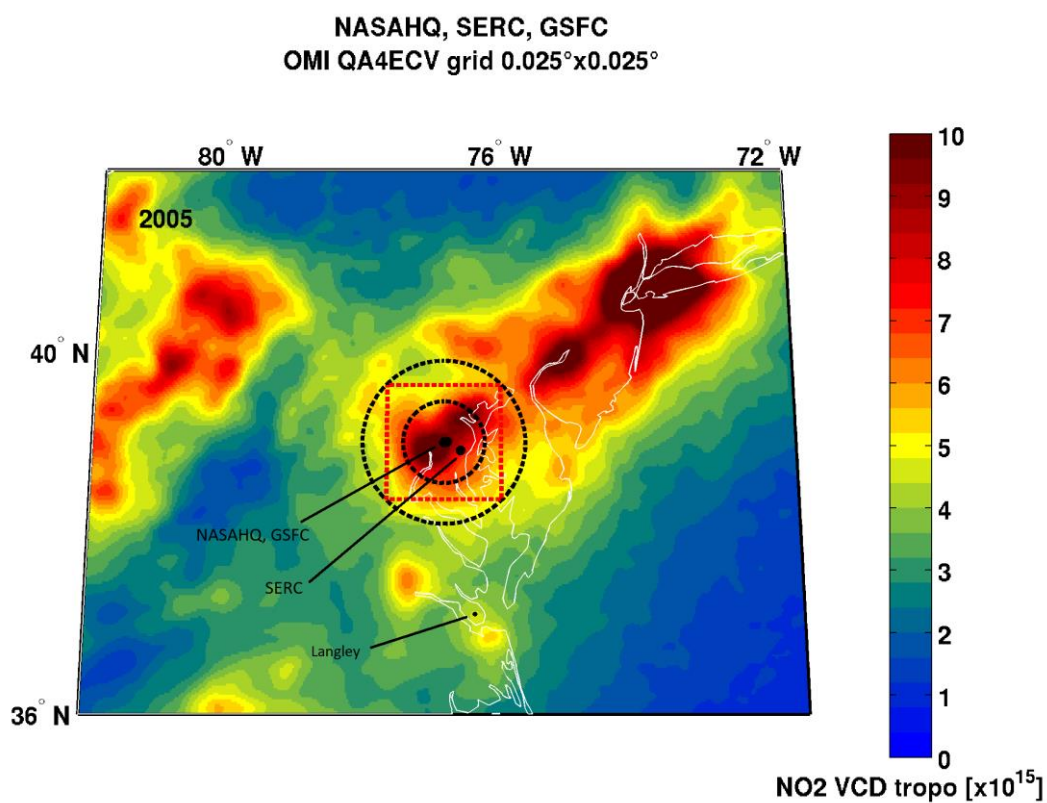 NASAHQ, SERC, GSFC
OMI QA4ECV grid 0.025°x0.025°
80° W
76° W
72° W
2005
40° N
36° N
NASAHQ, GSFC
SERC
Langley
10
9
8
7
6
5
4
3
2
1
0
NO2 VCD tropo [x10^15]